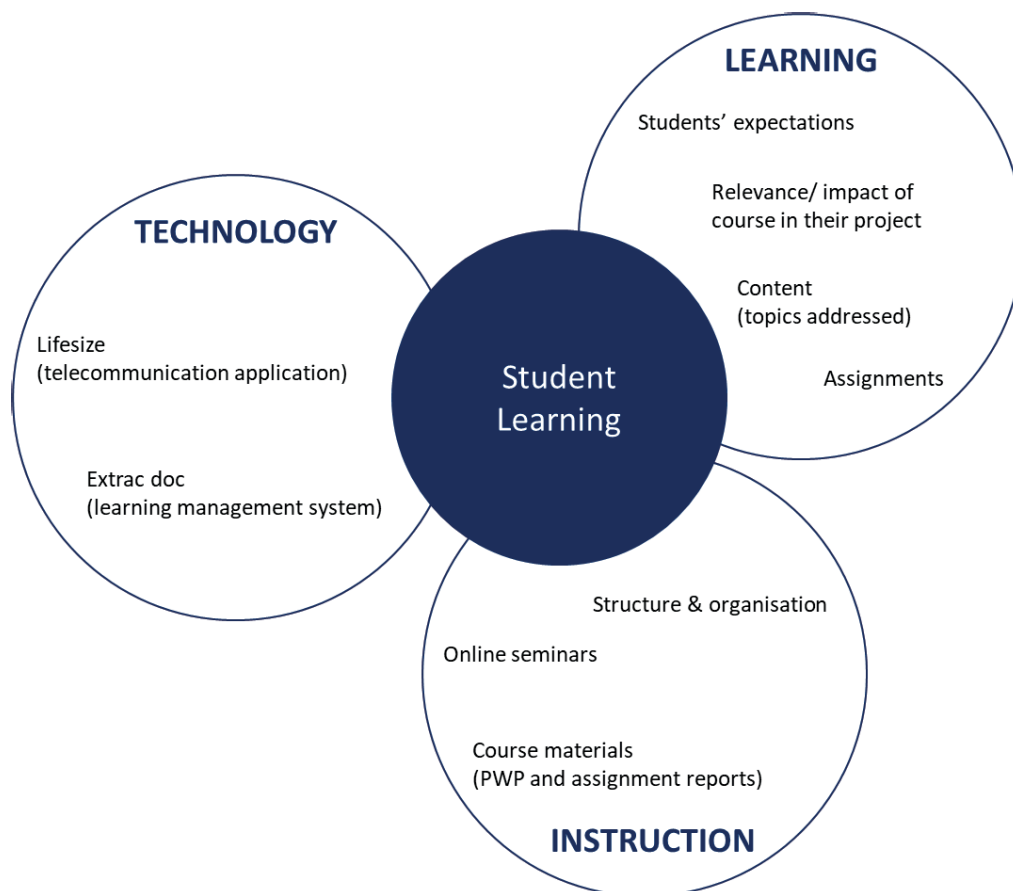 LEARNING
Students’ expectations
Relevance/ impact of
course in their project
Content
(topics addressed)
Assignments
TECHNOLOGY
Lifesize
(telecommunication application)
Extrac doc
(learning management system)
Student
Learning
Structure & organisation
Online seminars
Course materials
(PWP and assignment reports)
INSTRUCTION